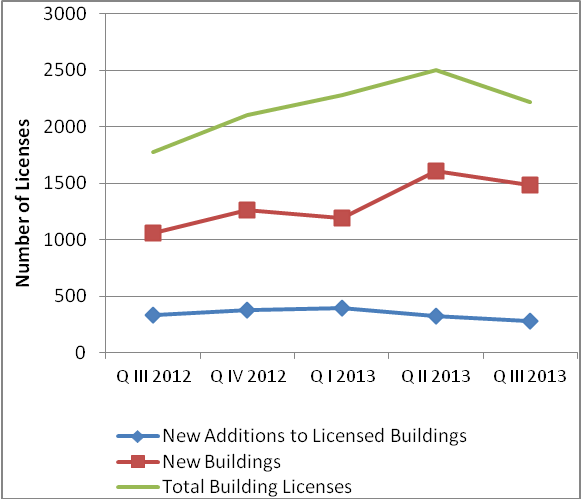 3000
2500
2000
1500
1000
500
0
Number of Licenses
Q III 2012 Q IV 2012 Q I 2013 Q II 2013 Q III 2013
New Additions to Licensed Buildings
New Buildings
Total Building Licenses